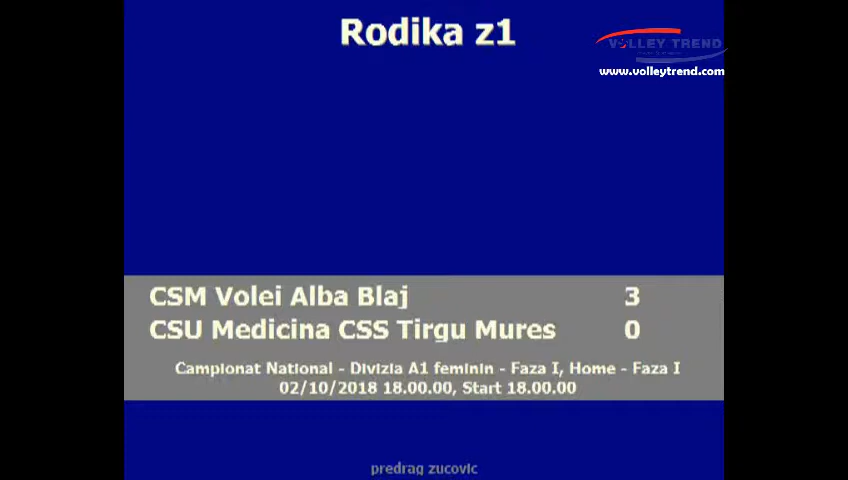 Rodika z1
VOLLEY TREND
www.volleytrend.com
CSM Volei Alba Blaj 3
CSU Medicina CSS Tirgu Mures 0
Campionat National - Divizia A1 feminin - Faza I, Home - Faza I
02/10/2018 18.00.00, Start 18.00.00
predrag zucovic